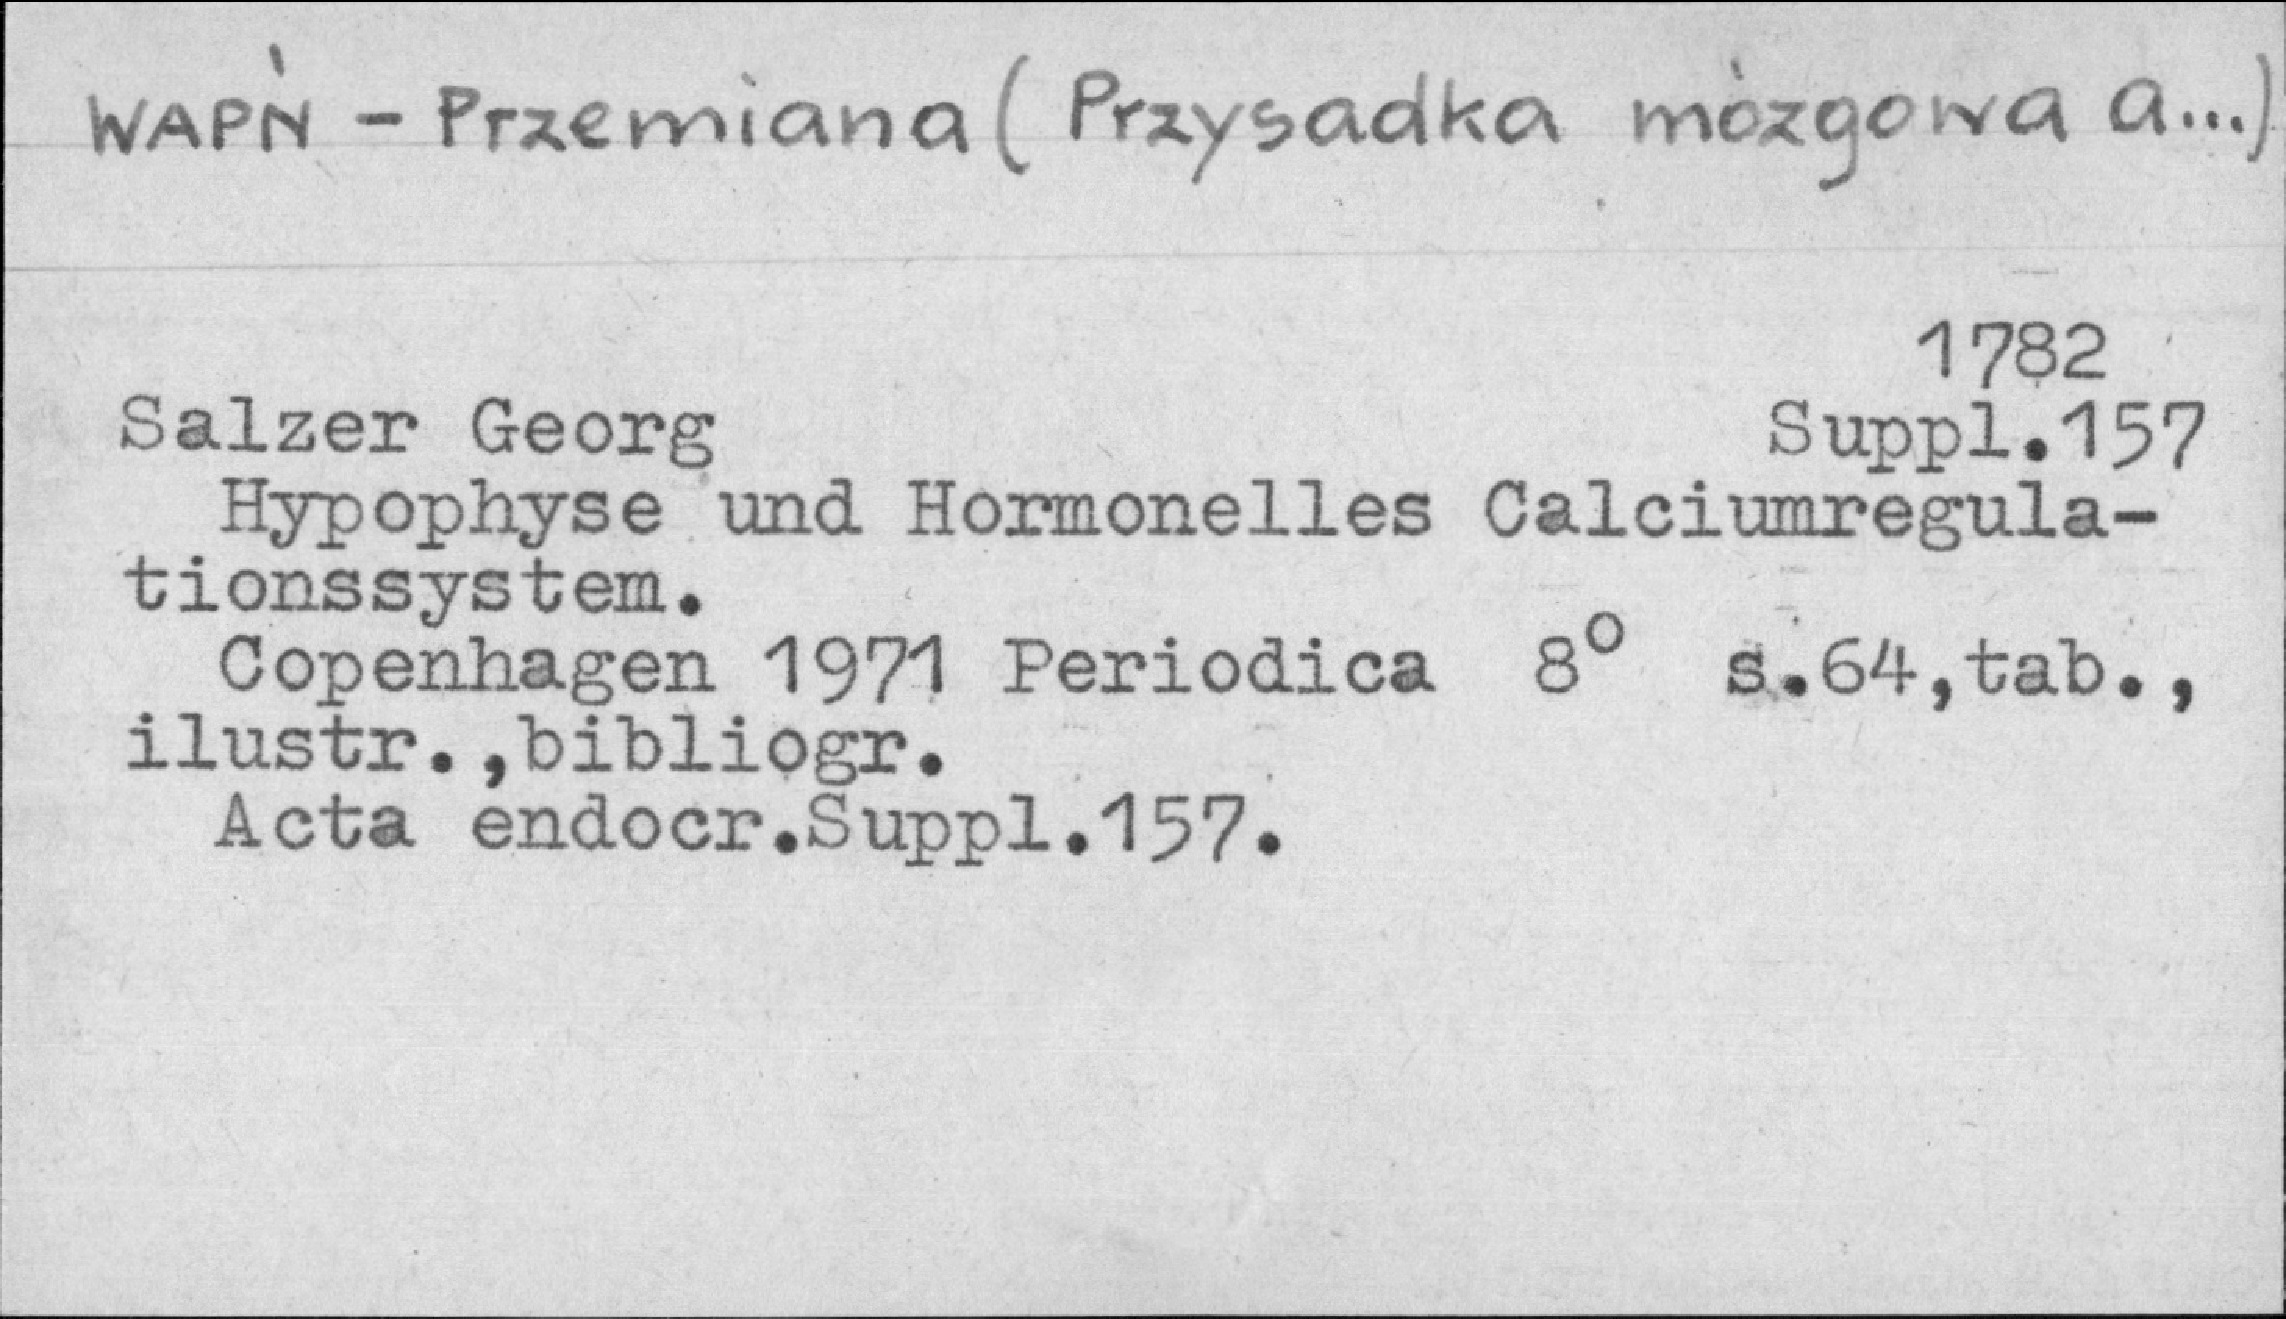 WAPŃ - Przemiana (Przysadka mózgowa a...)
1782
Salzer Georg Suppl.157
Hypophyse und Hormonelles Calciumregula-
tionssystem.
Copenhagen 1971 Periodica 8° s.64,tab.,
ilustr.,bibliogr.
Acta endocr.Suppl.157.